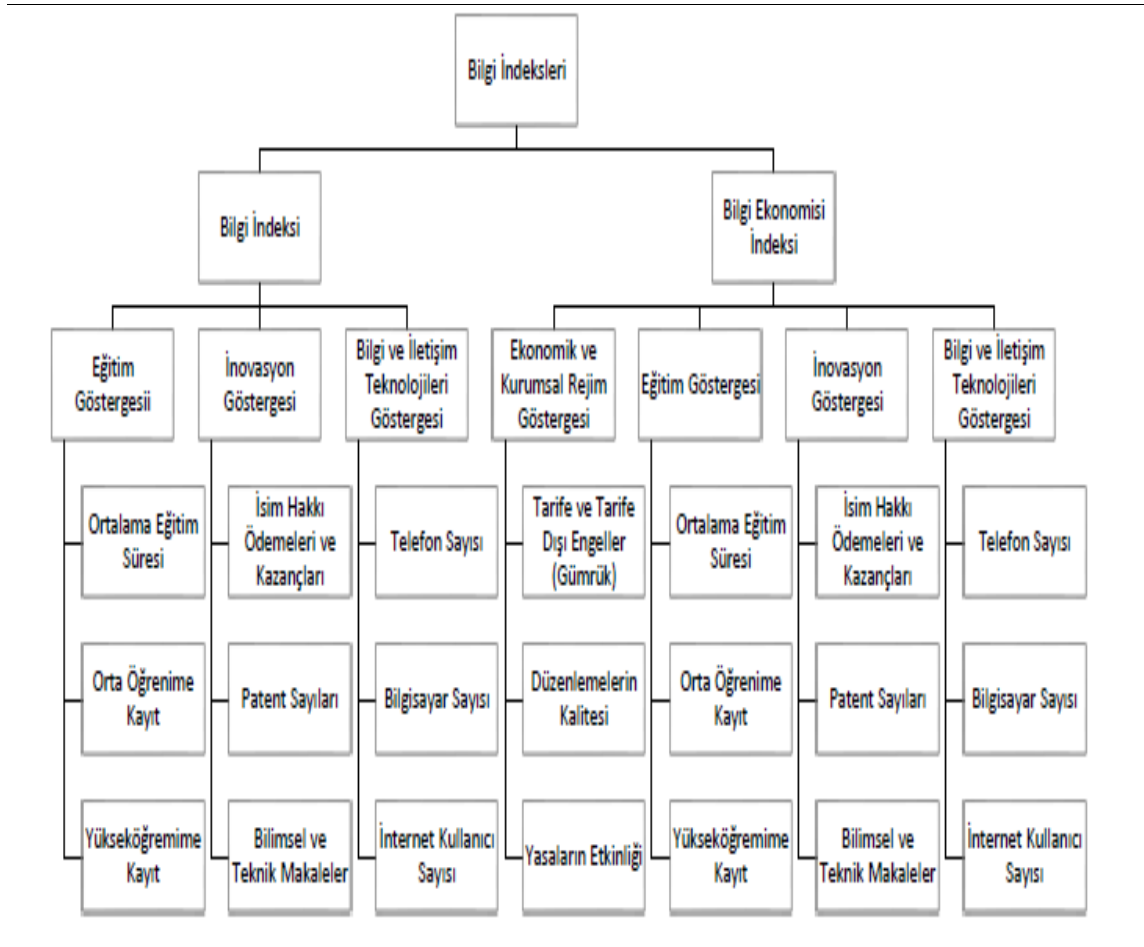 Bilgi İndeksleri
Bilgi İndeksi
Bilgi Ekonomisi
İndeksi
Eğitim
Göstergesii
İnovasyon
Göstergesi
Bilgi ve İletişim
Teknolojileri
Göstergesi
Ekonomik ve
Kurumsal Rejim
Göstergesi
Eğitim Göstergesi
İnovasyon
Göstergesi
Bilgi ve İletişim
Teknolojileri
Göstergesi
Ortalama Eğitim
Süresi
İsim Hakkı
Ödemeleri ve
Kazançları
Telefon Sayısı
Tarife ve Tarife
Dışı Engeller
(Gümrük)
Ortalama Eğitim
Süresi
İsim Hakkı
Ödemeleri ve
Kazançları
Telefon Sayısı
Orta Öğrenime
Kayıt
Patent Sayıları
Bilgisayar Sayısı
Düzenlemelerin
Kalitesi
Orta Öğrenime
Kayıt
Patent Sayıları
Bilgisayar Sayısı
Yükseköğremime
Kayıt
Bilimsel ve
Teknik Makaleler
İnternet Kullanıcı
Sayısı
Yasaların Etkinliği
Yükseköğremime
Kayıt
Bilimsel ve
Teknik Makaleler
İnternet Kullanıcı
Sayısı